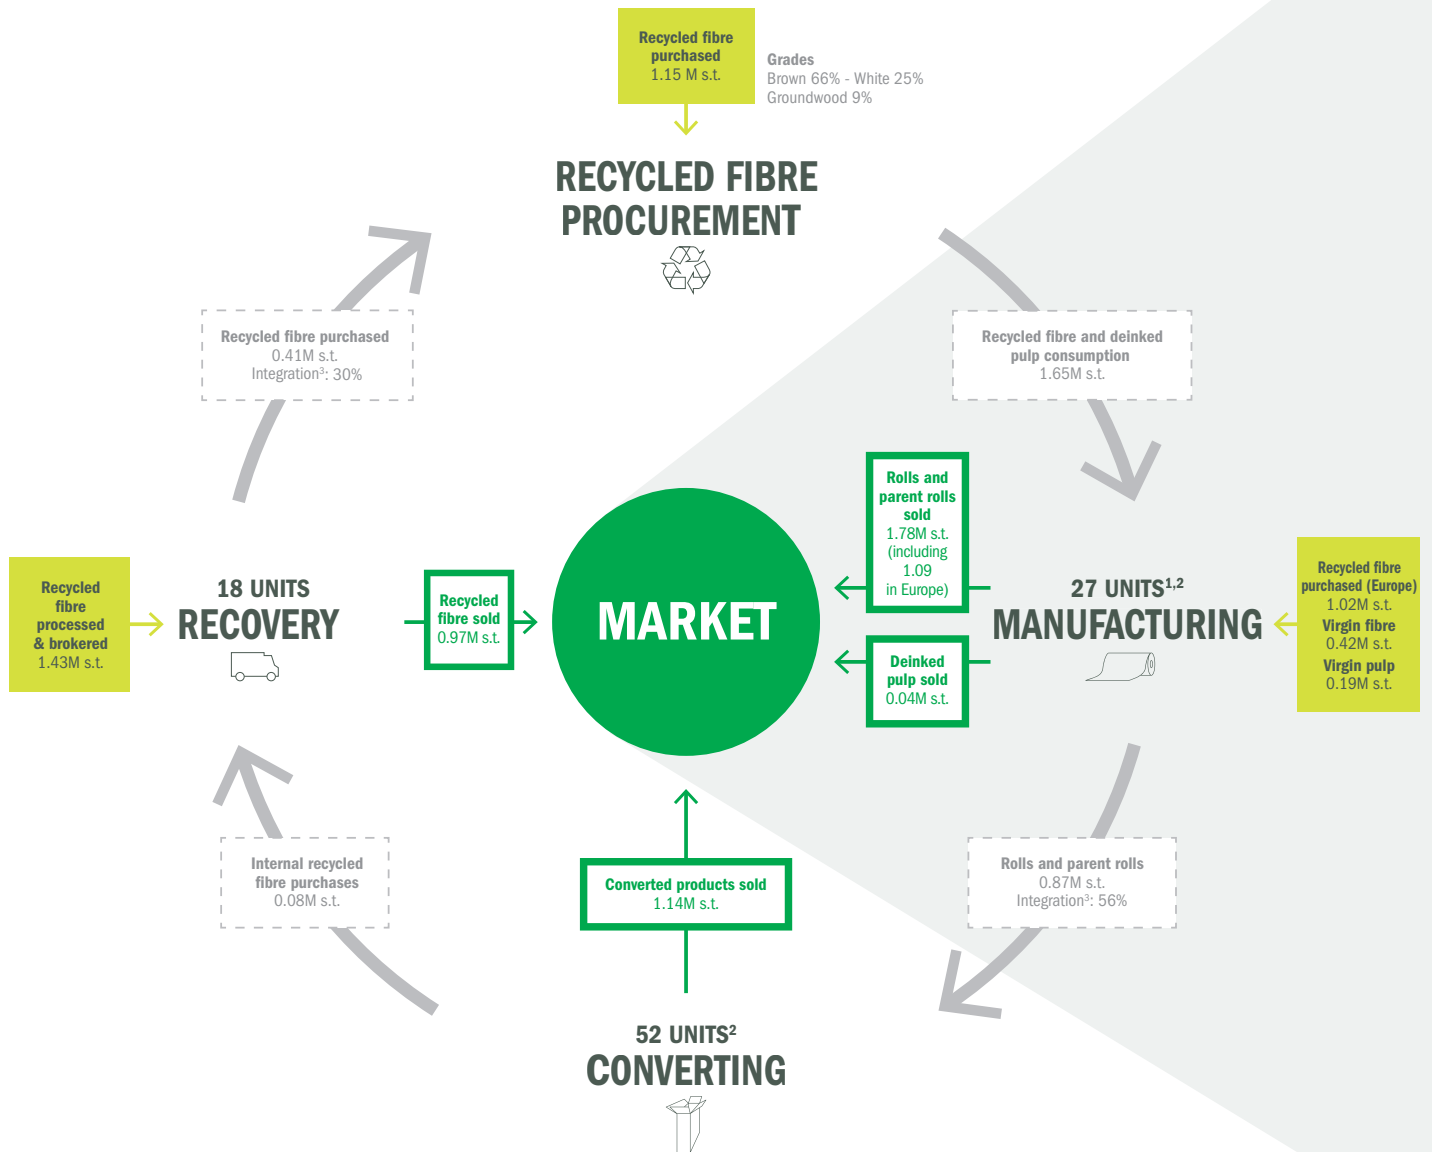 Recycled fibre
purchased
1.15 M s.t.
Grades
Brown 66% - White 25%
Groundwood 9%
RECYCLED FIBRE
PROCUREMENT
Recycled fibre purchased
0.41M s.t.
Integration³: 30%
Recycled fibre and deinked
pulp consumption
1.65M s.t.
Rolls and
parent rolls
sold
1.78M s.t.
(including
1.09
in Europe)
Recycled
fibre
processed
& brokered
1.43M s.t.
18 UNITS
RECOVERY
Recycled
fibre sold
0.97M s.t.
MARKET
27 UNITS¹,²
MANUFACTURING
Recycled fibre
purchased (Europe)
1.02M s.t.
Virgin fibre
0.42M s.t.
Virgin pulp
0.19M s.t.
Deinked
pulp sold
0.04M s.t.
Internal recycled
fibre purchases
0.08M s.t.
Converted products sold
1.14M s.t.
Rolls and parent rolls
0.87M s.t.
Integration³: 56%
52 UNITS²
CONVERTING